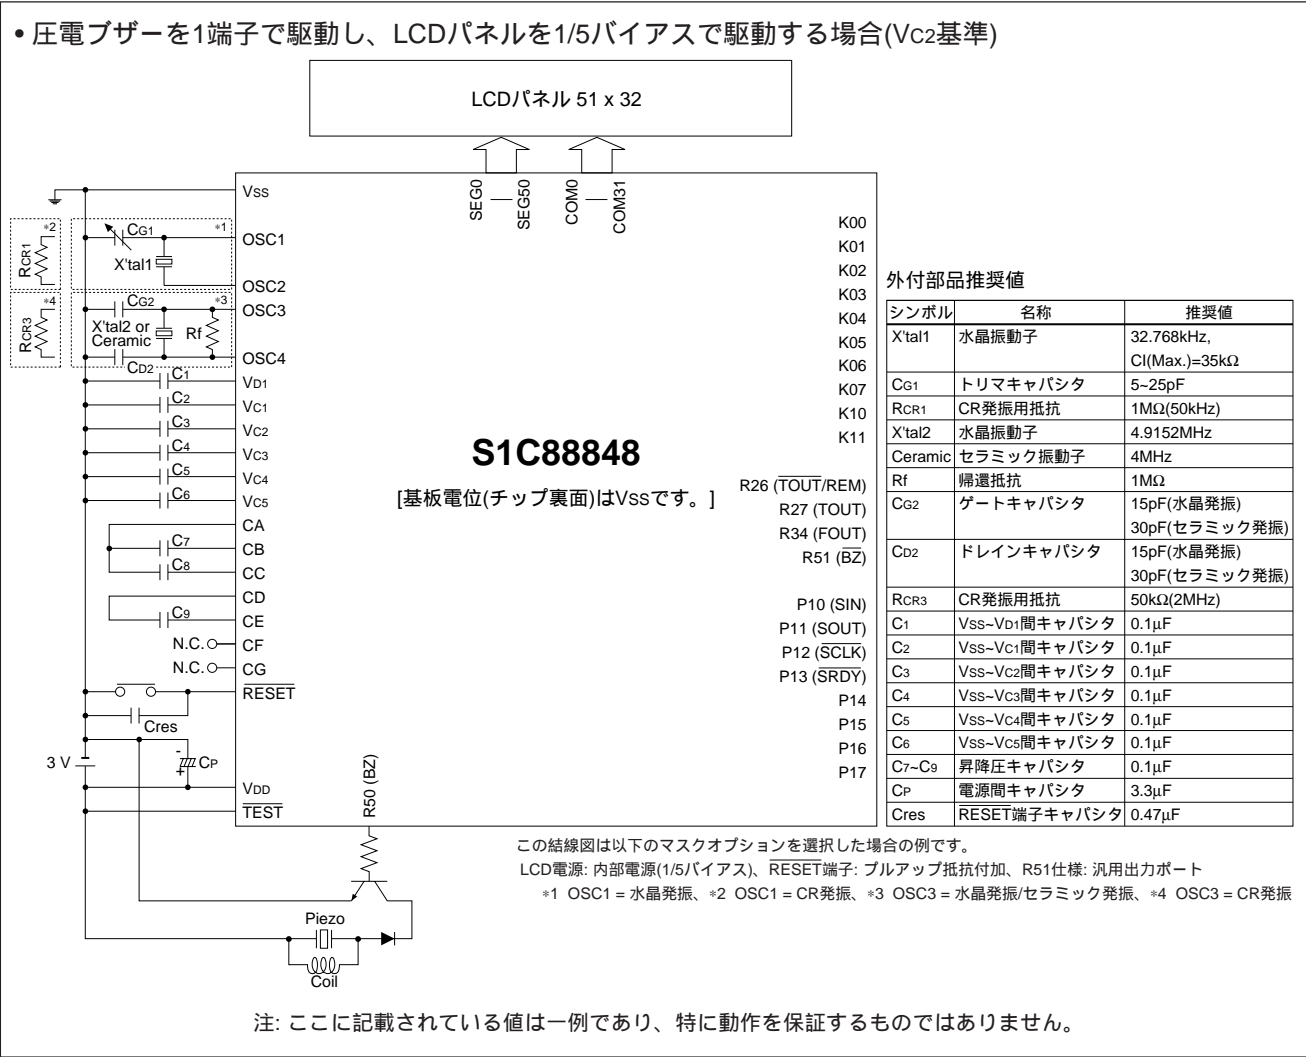 • 圧電ブザーを1端子で駆動し、LCDパネルを1/5バイアスで駆動する場合(VC2基準)
LCDパネル 51 x 32
SEG0
SEG50
COM0
COM31
VSS
OSC1
OSC2
OSC3
OSC4
VD1
VC1
VC2
VC3
VC4
VC5
CA
CB
CC
CD
CE
CF
CG
RESET
VDD
TEST
*2
RCR1
*4
RCR3
CG1
*1
X'tal1
CG2
*3
X'tal2 or
Ceramic
Rf
CD2
C1
C2
C3
C4
C5
C6
C7
C8
C9
N.C.
N.C.
Cres
3 V
-
+
CP
S1C88848
[基板電位(チップ裏面)はVSSです。]
K00
K01
K02
K03
K04
K05
K06
K07
K10
K11
R26 (TOUT/REM)
R27 (TOUT)
R34 (FOUT)
R51 (BZ)
P10 (SIN)
P11 (SOUT)
P12 (SCLK)
P13 (SRDY)
P14
P15
P16
P17
R50 (BZ)
Piezo
Coil
外付部品推奨値
シンボル 名称 推奨値
X'tal1 水晶振動子 32.768kHz,
CI(Max.)=35kΩ
CG1 トリマキャパシタ 5~25pF
RCR1 CR発振用抵抗 1MΩ(50kHz)
X'tal2 水晶振動子 4.9152MHz
Ceramic セラミック振動子 4MHz
Rf 帰還抵抗 1MΩ
CG2 ゲートキャパシタ 15pF(水晶発振)
30pF(セラミック発振)
CD2 ドレインキャパシタ 15pF(水晶発振)
30pF(セラミック発振)
RCR3 CR発振用抵抗 50kΩ(2MHz)
C1 VSS~VD1間キャパシタ 0.1μF
C2 VSS~VC1間キャパシタ 0.1μF
C3 VSS~VC2間キャパシタ 0.1μF
C4 VSS~VC3間キャパシタ 0.1μF
C5 VSS~VC4間キャパシタ 0.1μF
C6 VSS~VC5間キャパシタ 0.1μF
C7~C9 昇降圧キャパシタ 0.1μF
CP 電源間キャパシタ 3.3μF
Cres RESET端子キャパシタ 0.47μF
この結線図は以下のマスクオプションを選択した場合の例です。
LCD電源: 内部電源(1/5バイアス)、RESET端子: プルアップ抵抗付加、R51仕様: 汎用出力ポート
*1 OSC1 = 水晶発振、*2 OSC1 = CR発振、*3 OSC3 = 水晶発振/セラミック発振、*4 OSC3 = CR発振
注: ここに記載されている値は一例であり、特に動作を保証するものではありません。